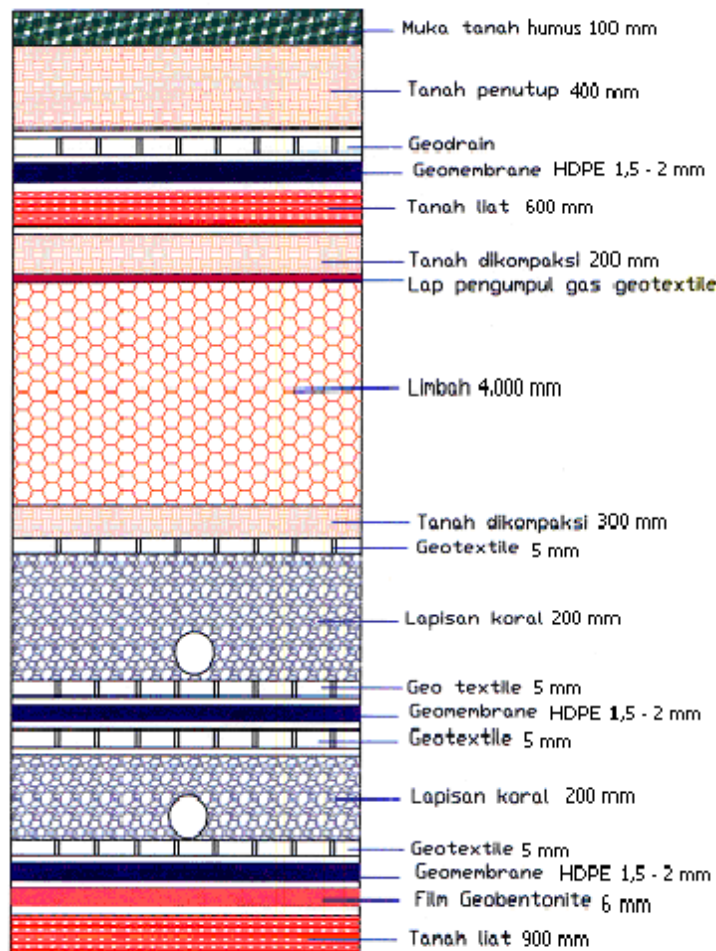 Muka tanah humus 100 mm
Tanah penutup 400 mm
Geodrain
Geomembrane HDPE 1,5 - 2 mm
Tanah liat 600 mm
Tanah dikompaksi 200 mm
Lap pengumpul gas geotextile
Limbah 4.000 mm
Tanah dikompaksi 300 mm
Geotextile 5 mm
Lapisan koral 200 mm
Geo textile 5 mm
Geomembrane HDPE 1,5 - 2 mm
Geotextile 5 mm
Lapisan koral 200 mm
Geotextile 5 mm
Geomembrane HDPE 1,5 - 2 mm
Film Geobentonite 6 mm
Tanah liat 900 mm